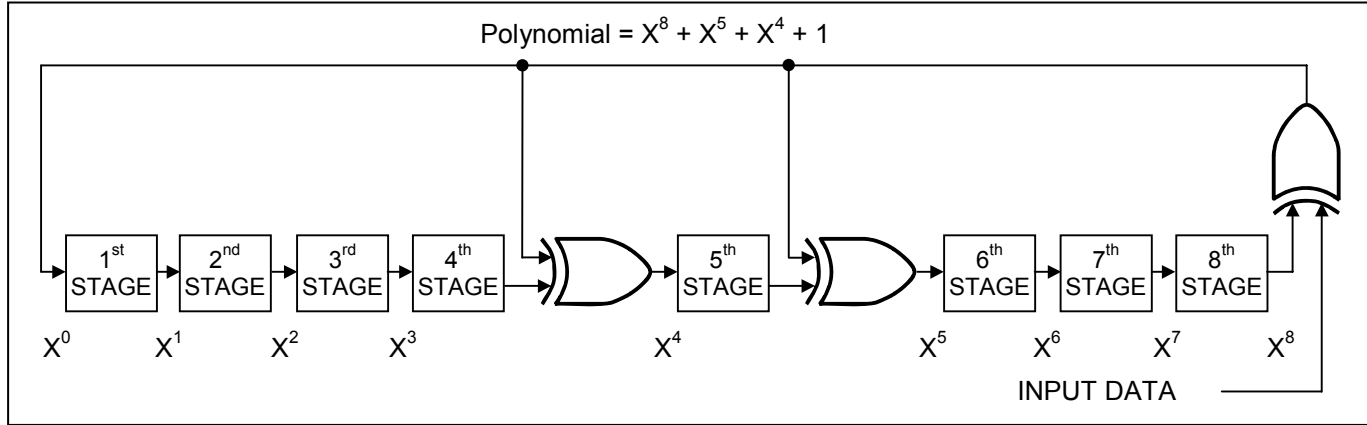 Polynomial = X⁸ + X⁵ + X⁴ + 1
1ˢᵗ STAGE
2ⁿᵈ STAGE
3ʳᵈ STAGE
4ᵗʰ STAGE
5ᵗʰ STAGE
6ᵗʰ STAGE
7ᵗʰ STAGE
8ᵗʰ STAGE
X⁰ X¹ X² X³ X⁴ X⁵ X⁶ X⁷ X⁸
INPUT DATA